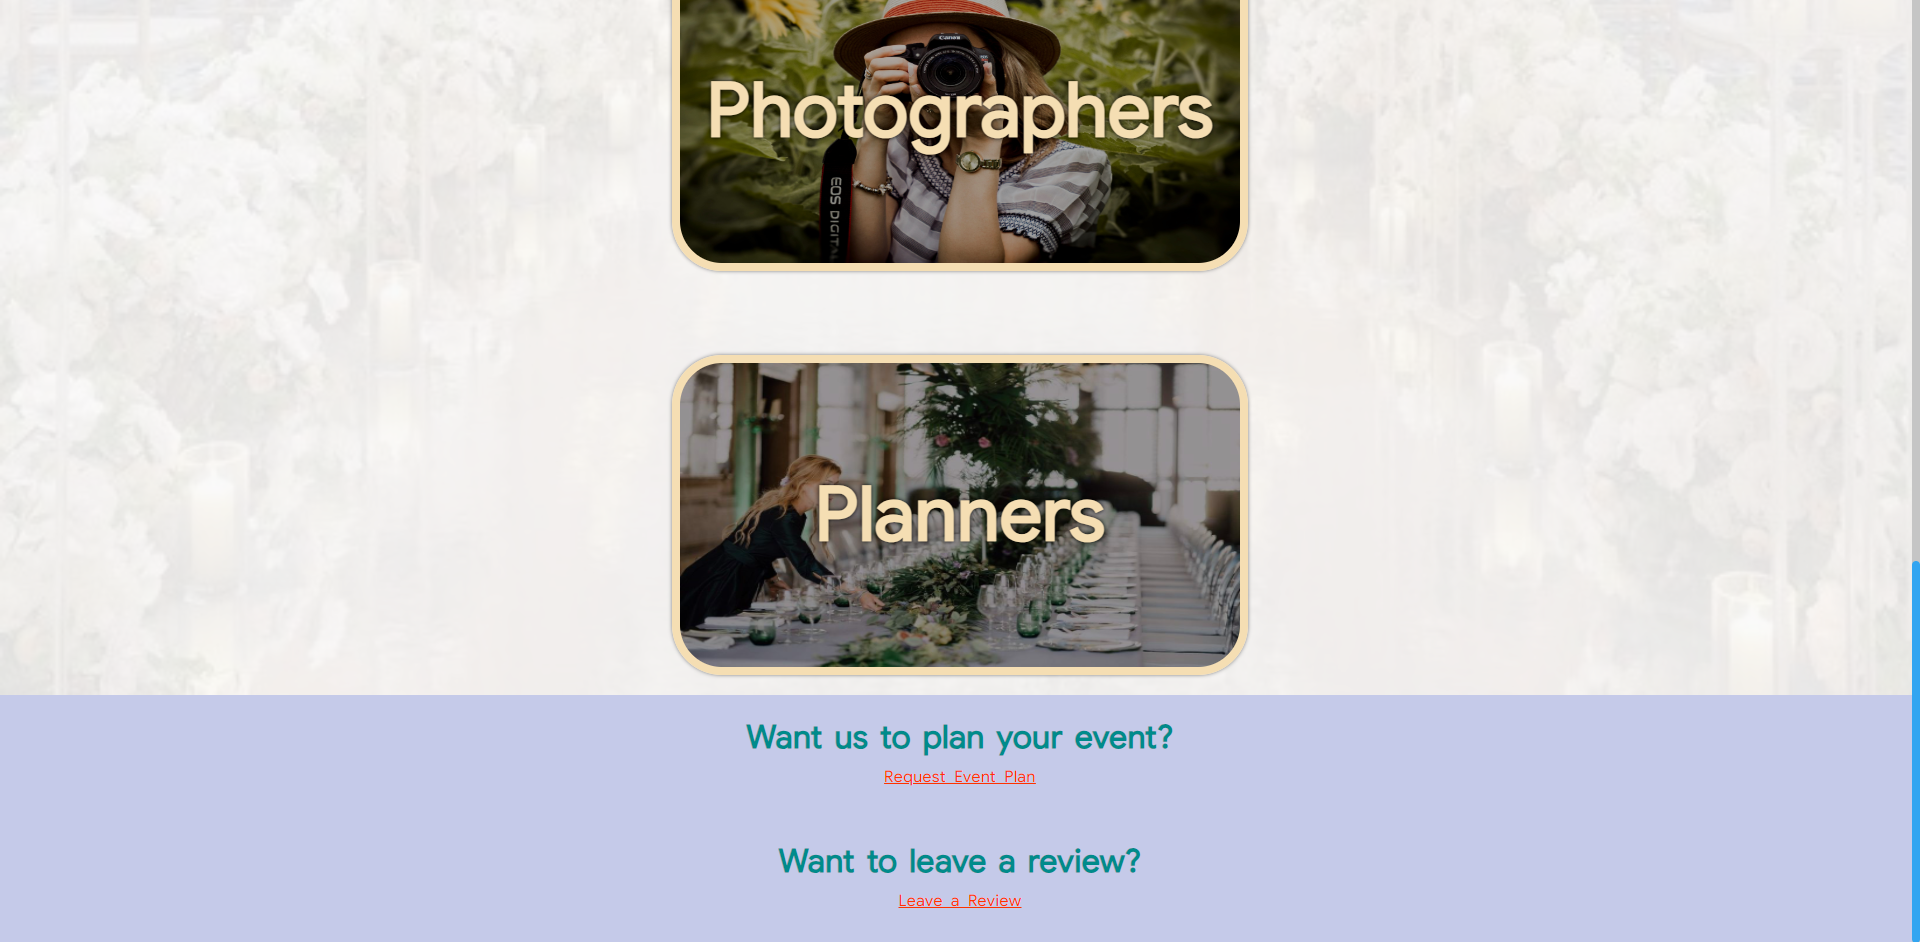 Canon
Photographers
EOS DIGITAL
Planners
Want us to plan your event?
Request Event Plan
Want to leave a review?
Leave a Review